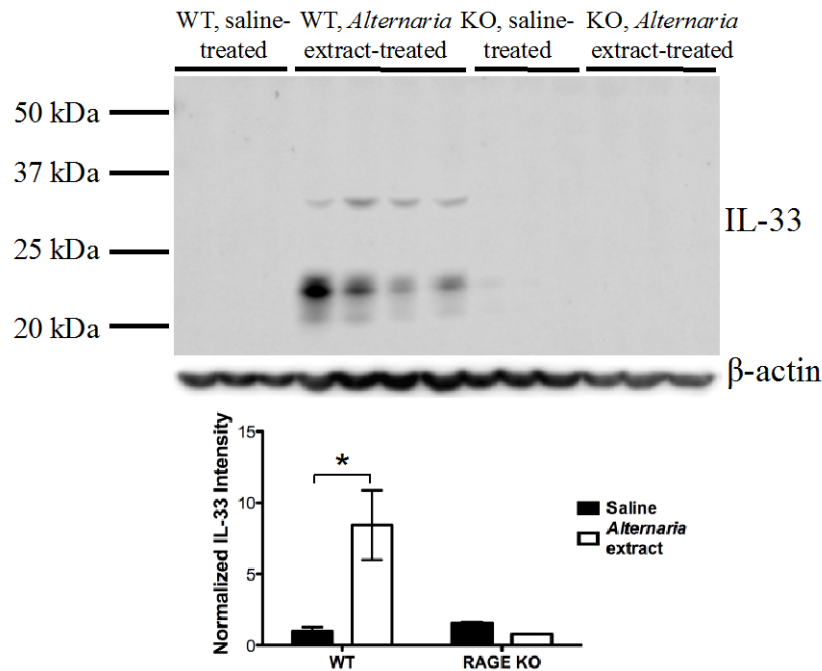 WT, saline-
treated
WT, Alternaria
extract-treated
KO, saline-
treated
KO, Alternaria
extract-treated
50 kDa
37 kDa
25 kDa
20 kDa
IL-33
β-actin
Normalized IL-33 Intensity
15
10
5
0
*
WT
RAGE KO
Saline
Alternaria
extract